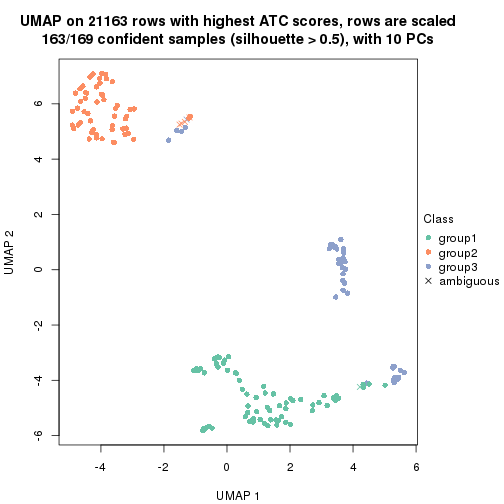 UMAP on 21163 rows with highest ATC scores, rows are scaled
163/169 confident samples (silhouette > 0.5), with 10 PCs
6
4
2
0
-2
-4
-6
UMAP 2
-4
-2
0
2
4
6
UMAP 1
Class
group1
group2
group3
ambiguous